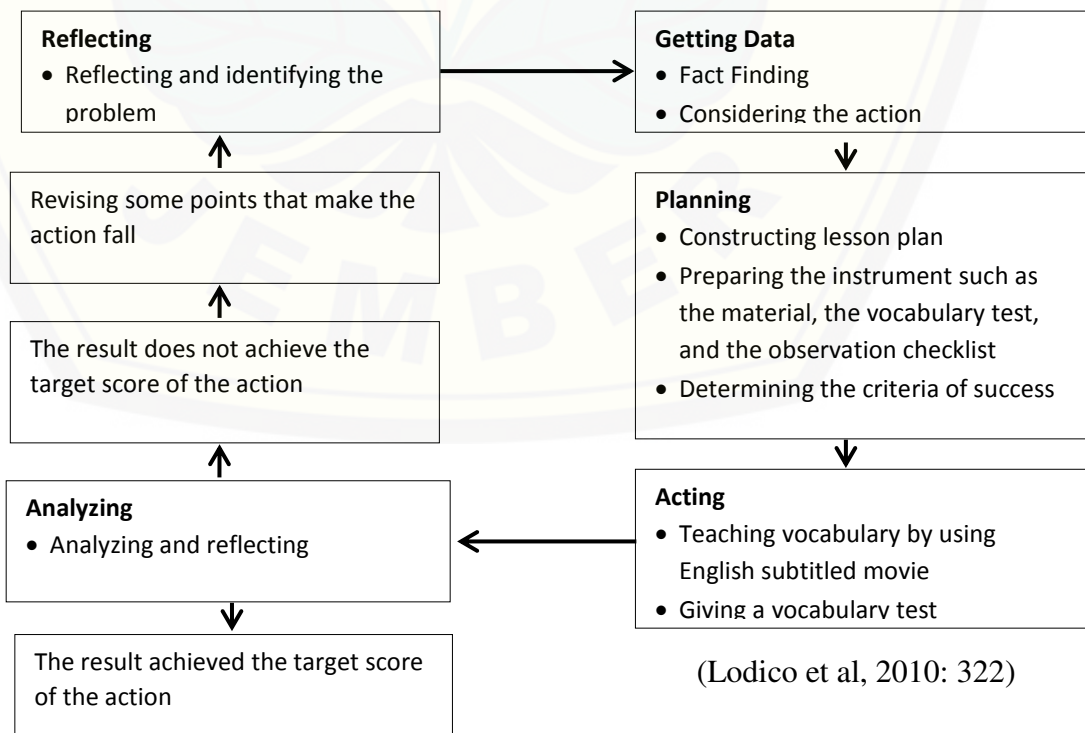 Reflecting
• Reflecting and identifying the
problem
Getting Data
• Fact Finding
• Considering the action
Revising some points that make the
action fall
Planning
• Constructing lesson plan
• Preparing the instrument such as
the material, the vocabulary test,
and the observation checklist
• Determining the criteria of success
The result does not achieve the
target score of the action
Analyzing
• Analyzing and reflecting
Acting
• Teaching vocabulary by using
English subtitled movie
• Giving a vocabulary test
The result achieved the target score
of the action
(Lodico et al, 2010: 322)
JEMBER